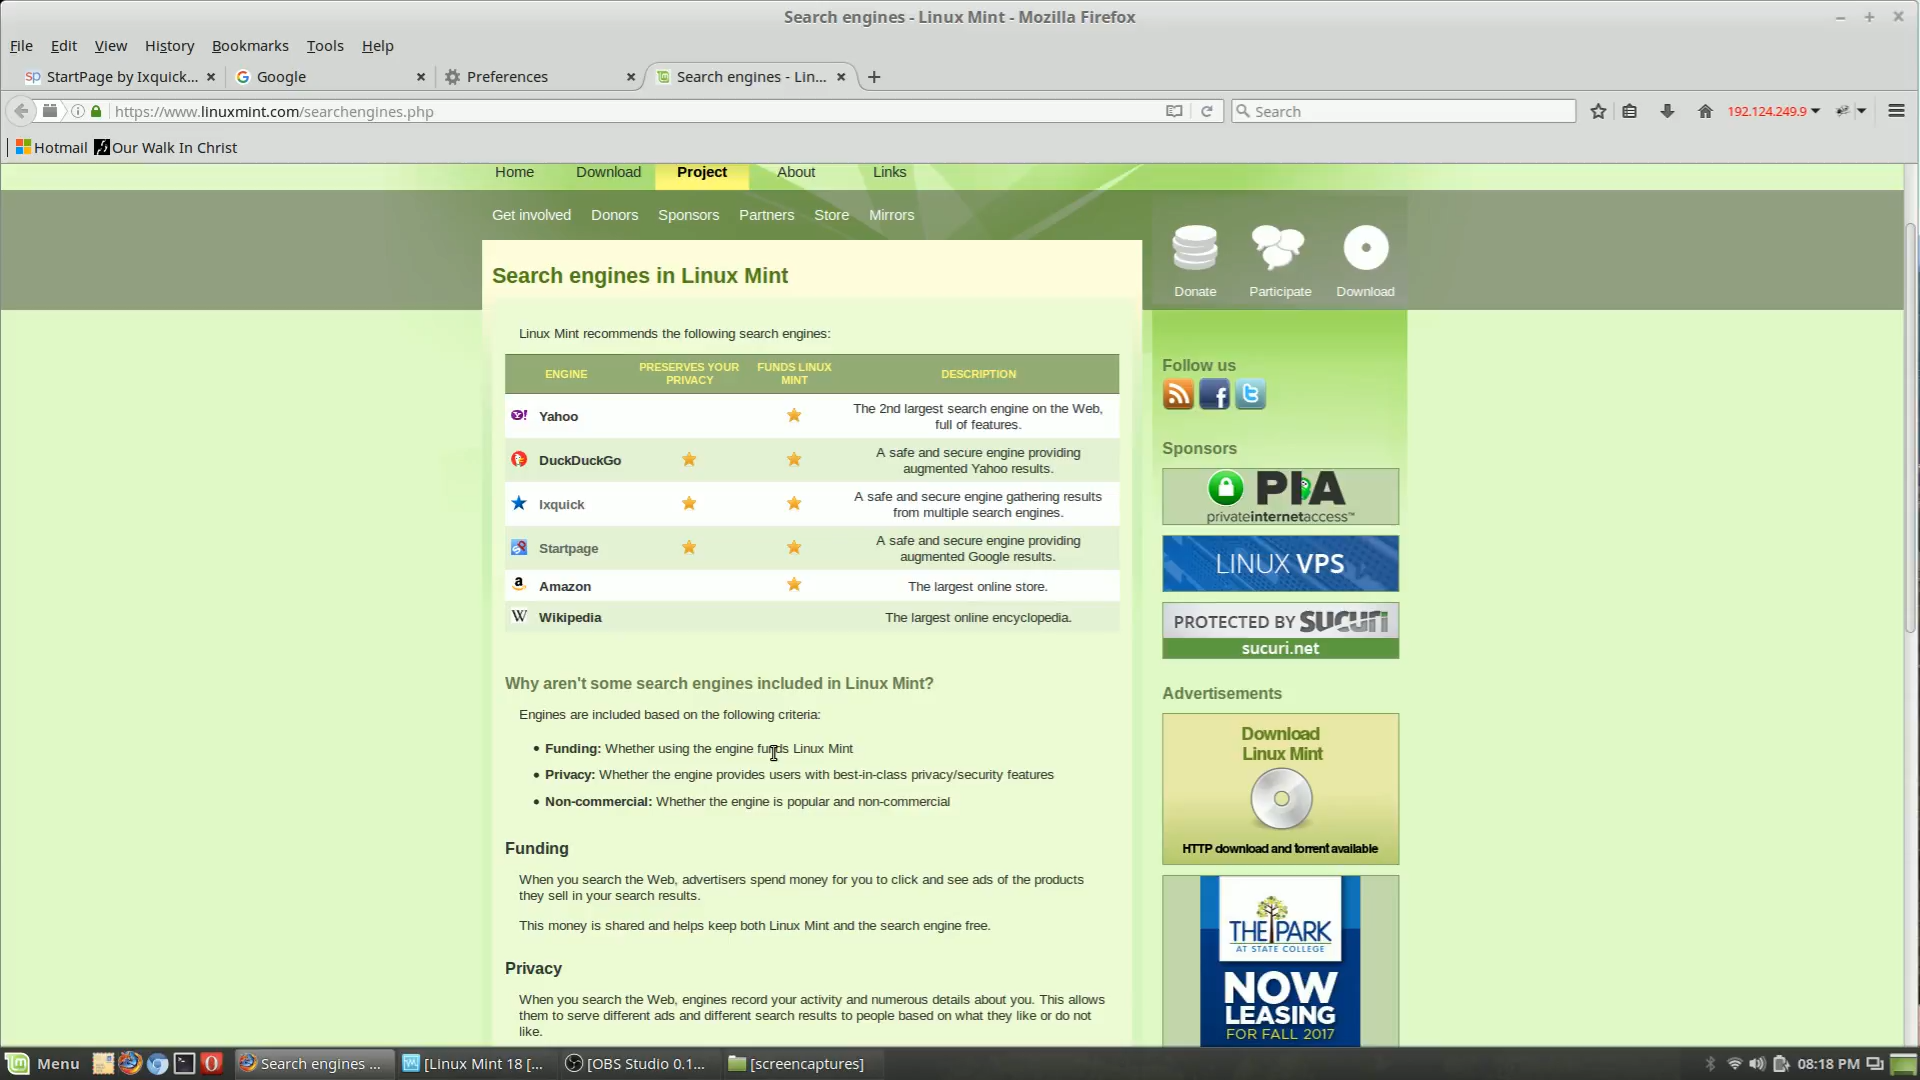 Search engines - Linux Mint - Mozilla Firefox
File Edit View History Bookmarks Tools Help
StartPage by Ixquick...
Google
Preferences
Search engines - Lin...
https://www.linuxmint.com/searchengines.php
Search
192.124.249.9
Hotmail
Our Walk In Christ
Home Download Project About Links
Get involved Donors Sponsors Partners Store Mirrors
Donate Participate Download
Search engines in Linux Mint
Linux Mint recommends the following search engines:
ENGINE
PRESERVES YOUR
PRIVACY
FUNDS LINUX
MINT
DESCRIPTION
Yahoo
The 2nd largest search engine on the Web,
full of features.
DuckDuckGo
A safe and secure engine providing
augmented Yahoo results.
Ixquick
A safe and secure engine gathering results
from multiple search engines.
Startpage
A safe and secure engine providing
augmented Google results.
Amazon
The largest online store.
Wikipedia
The largest online encyclopedia.
Why aren't some search engines included in Linux Mint?
Engines are included based on the following criteria:
• Funding: Whether using the engine funds Linux Mint
• Privacy: Whether the engine provides users with best-in-class privacy/security features
• Non-commercial: Whether the engine is popular and non-commercial
Funding
When you search the Web, advertisers spend money for you to click and see ads of the products
they sell in your search results.
This money is shared and helps keep both Linux Mint and the search engine free.
Privacy
When you search the Web, engines record your activity and numerous details about you. This allows
them to serve different ads and different search results to people based on what they like or do not
like.
Follow us
Sponsors
PIA
privateinternetaccess™
LINUX VPS
PROTECTED BY SUCURI
sucuri.net
Advertisements
Download
Linux Mint
HTTP download and torrent available
THE PARK
AT STATE COLLEGE
NOW
LEASING
FOR FALL 2017
Menu
Search engines ...
[Linux Mint 18 [...
[OBS Studio 0.1...
[screencaptures]
08:18 PM